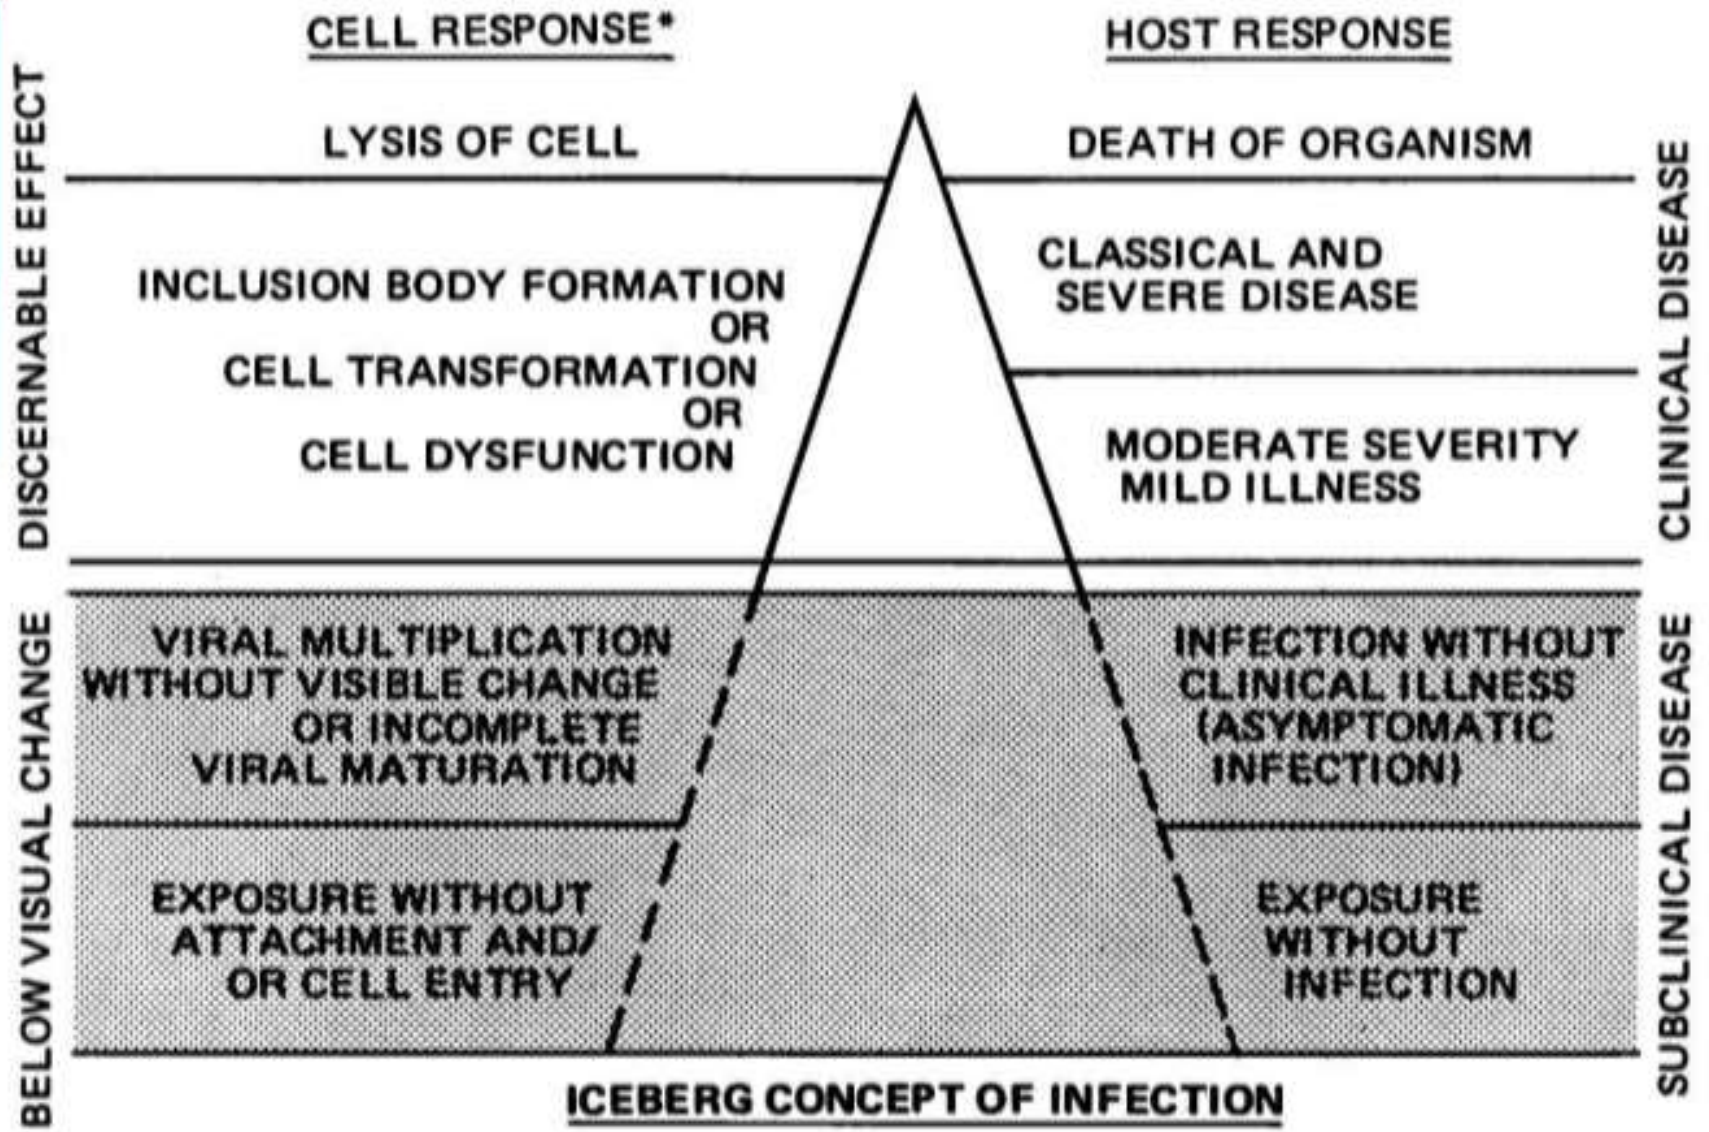 CELL RESPONSE*
HOST RESPONSE
DISCERNABLE EFFECT
LYSIS OF CELL
DEATH OF ORGANISM
CLINICAL DISEASE
INCLUSION BODY FORMATION
OR
CELL TRANSFORMATION
OR
CELL DYSFUNCTION
CLASSICAL AND
SEVERE DISEASE
MODERATE SEVERITY
MILD ILLNESS
BELOW VISUAL CHANGE
VIRAL MULTIPLICATION
WITHOUT VISIBLE CHANGE
OR INCOMPLETE
VIRAL MATURATION
INFECTION WITHOUT
CLINICAL ILLNESS
(ASYMPTOMATIC
INFECTION)
SUBCLINICAL DISEASE
EXPOSURE WITHOUT
ATTACHMENT AND/
OR CELL ENTRY
EXPOSURE
WITHOUT
INFECTION
ICEBERG CONCEPT OF INFECTION